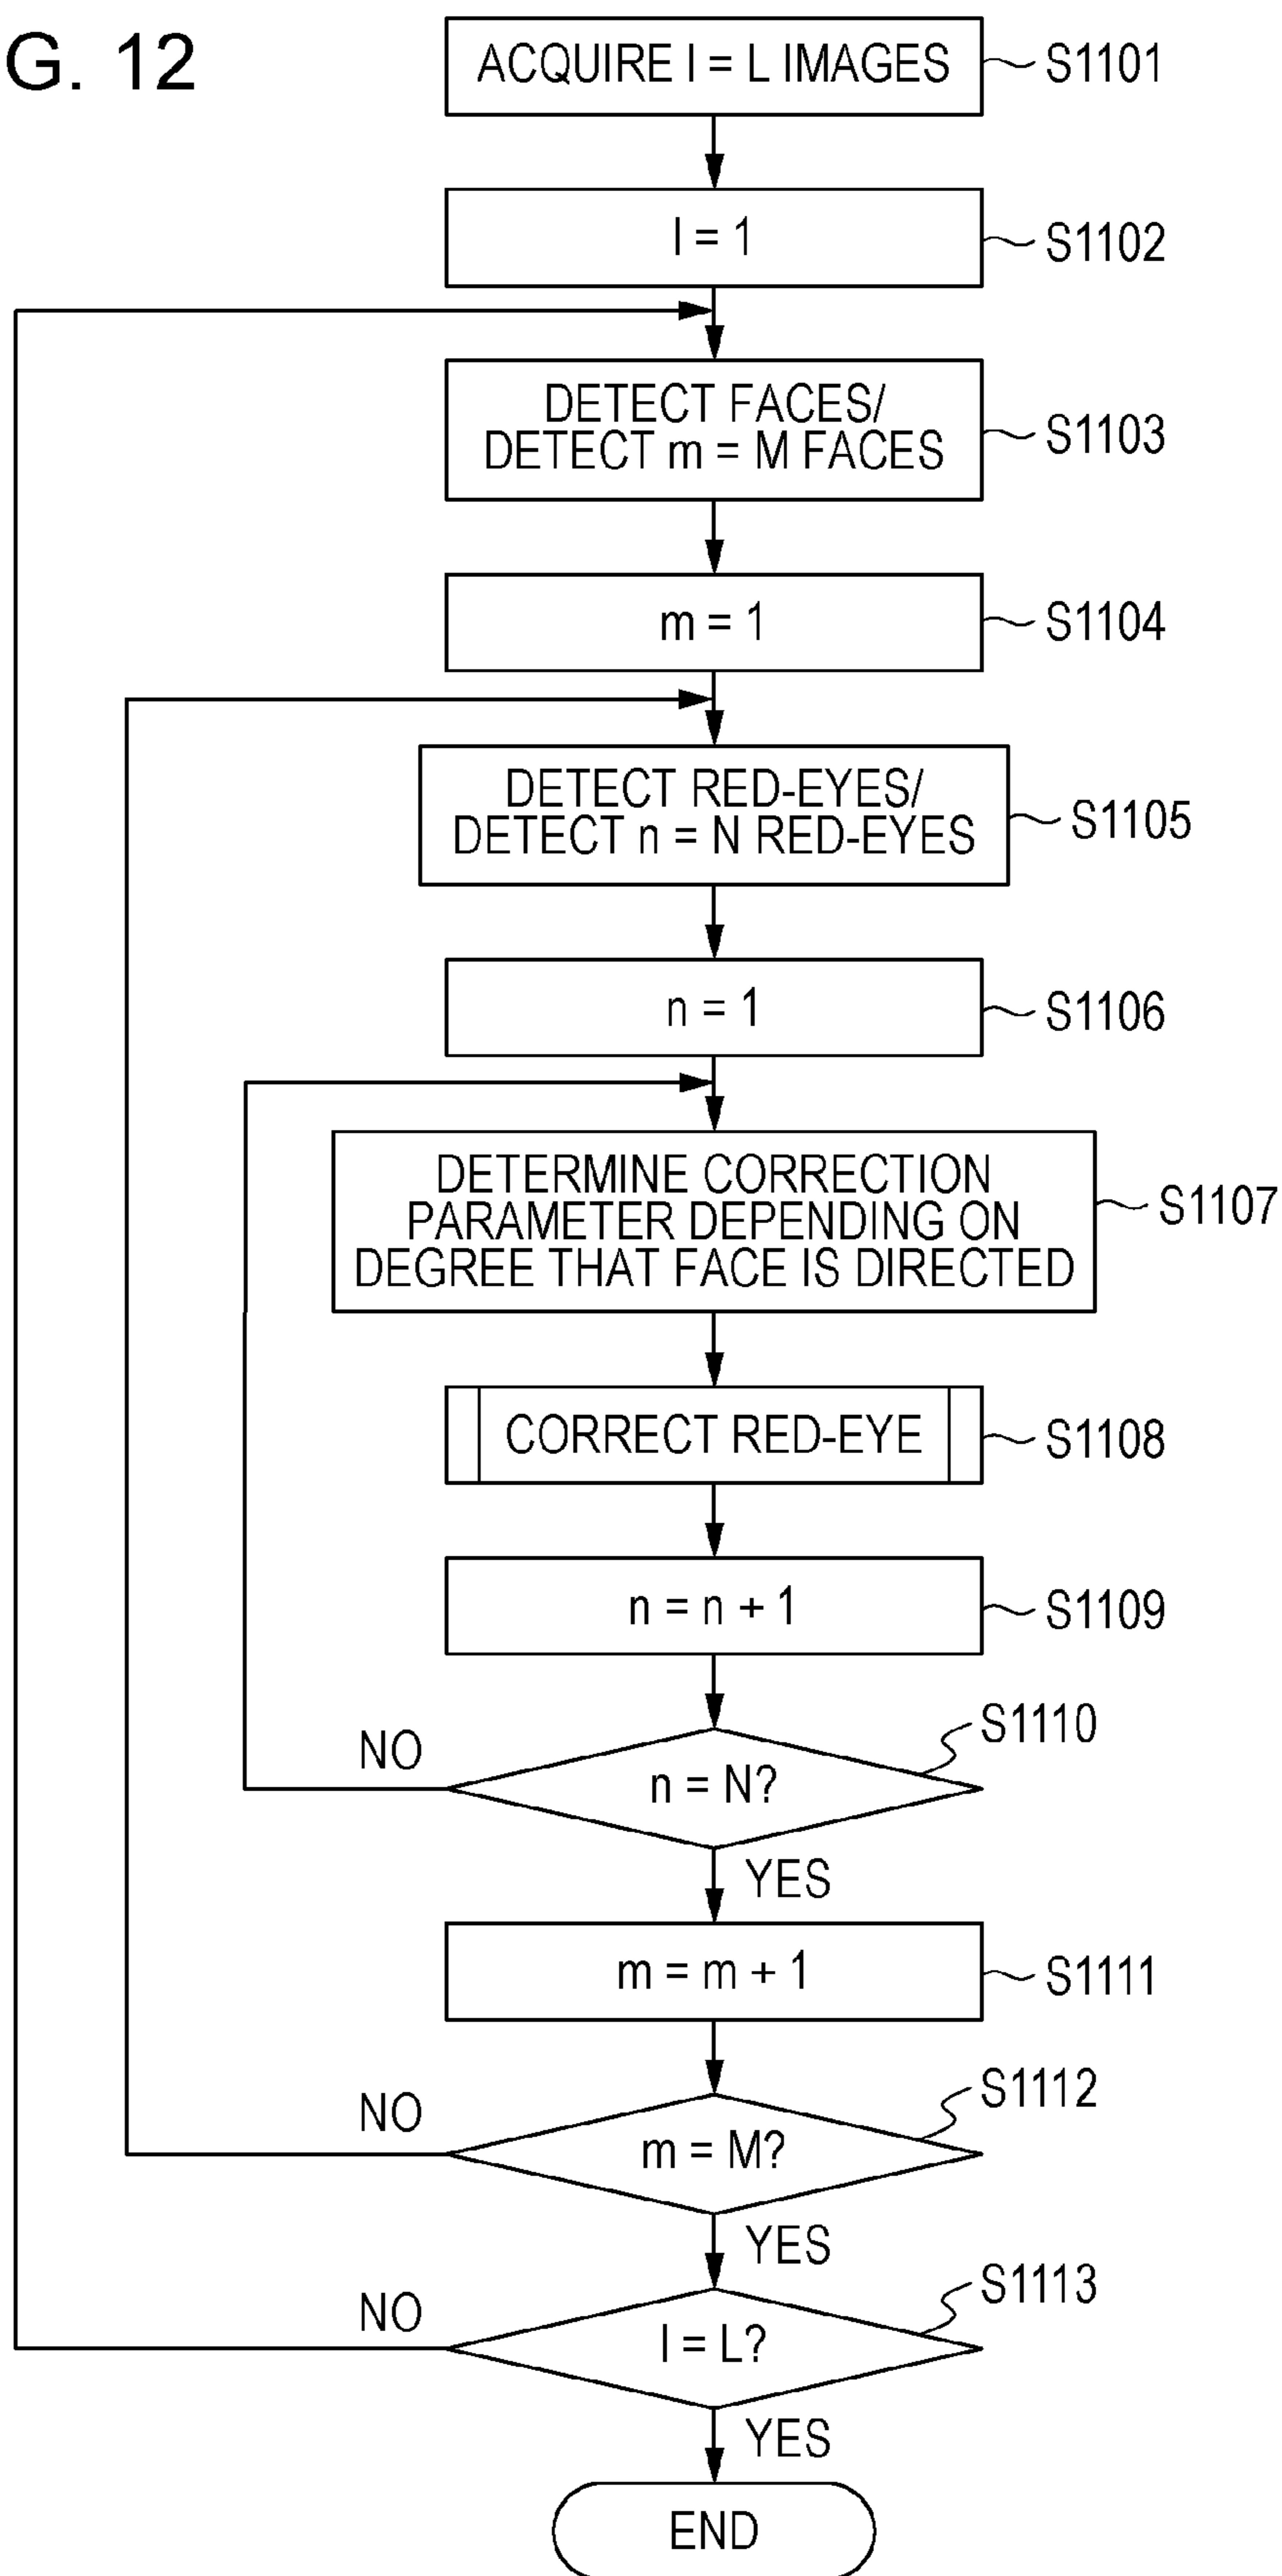 G. 12
ACQUIRE l = L IMAGES
S1101
l = 1
S1102
DETECT FACES/
DETECT m = M FACES
S1103
m = 1
S1104
DETECT RED-EYES/
DETECT n = N RED-EYES
S1105
n = 1
S1106
DETERMINE CORRECTION
PARAMETER DEPENDING ON
DEGREE THAT FACE IS DIRECTED
S1107
CORRECT RED-EYE
S1108
n = n + 1
S1109
S1110
NO
n = N?
YES
m = m + 1
S1111
S1112
NO
m = M?
YES
S1113
NO
l = L?
YES
END